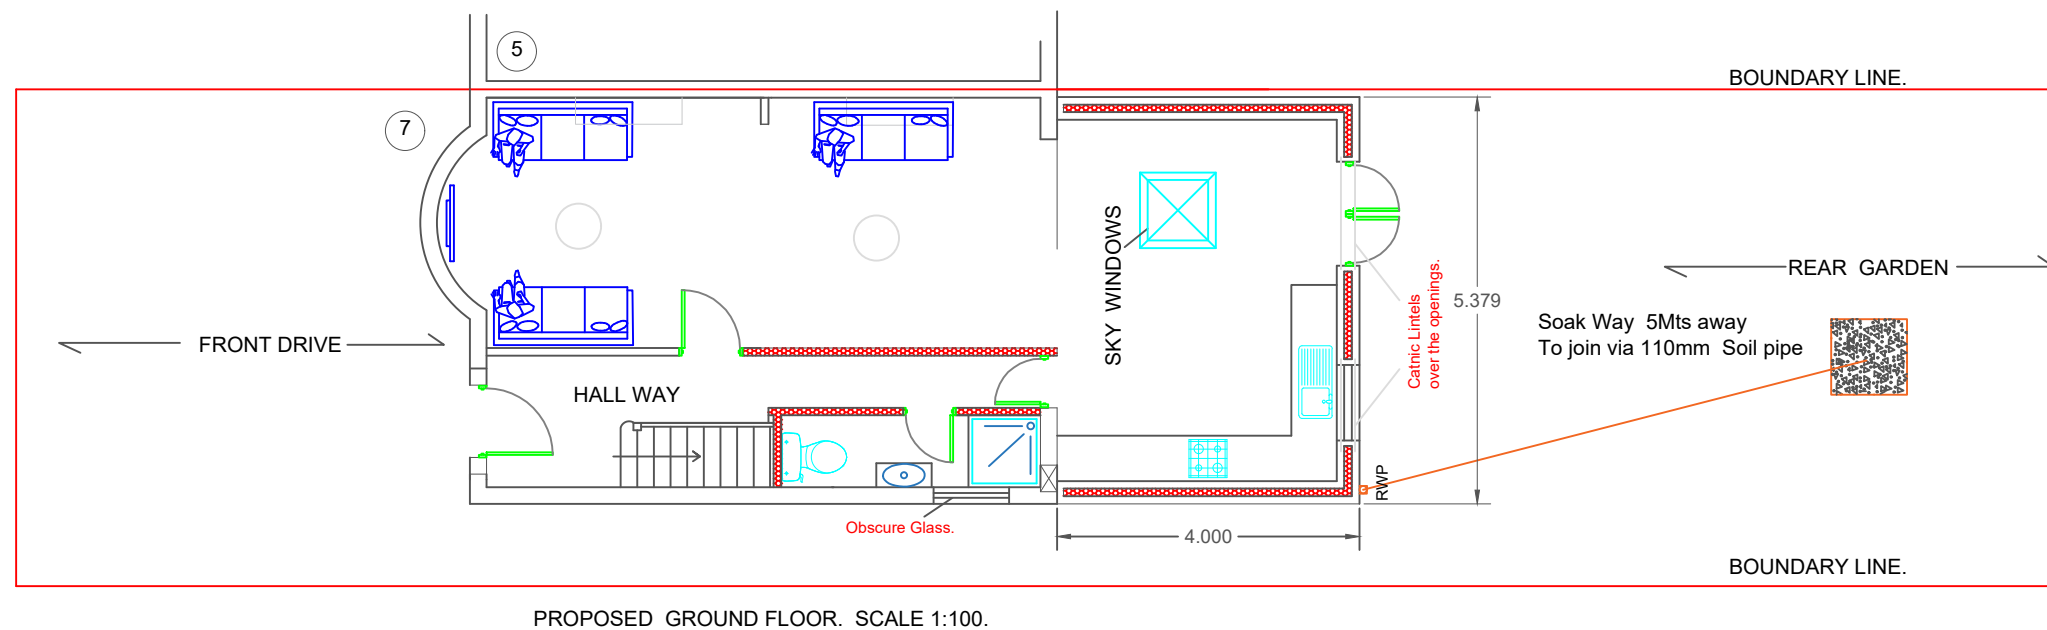 5
BOUNDARY LINE.
7
SKY WINDOWS
REAR GARDEN
Catnic Lintels
over the openings.
5.379
Soak Way 5Mts away
To join via 110mm Soil pipe
FRONT DRIVE
HALL WAY
RWP
Obscure Glass.
4.000
BOUNDARY LINE.
PROPOSED GROUND FLOOR. SCALE 1:100.